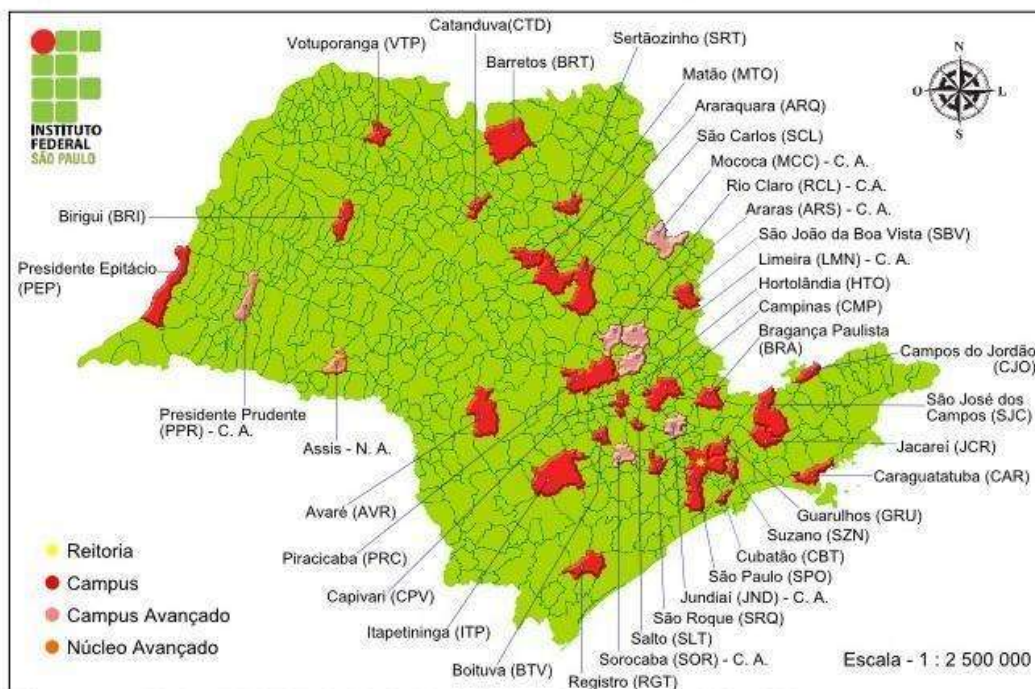 INSTITUTO
FEDERAL
SÃO PAULO
Votuporanga (VTP)
Catanduva(CTD)
Barretos (BRT)
Sertãozinho (SRT)
Matão (MTO)
Araraquara (ARQ)
São Carlos (SCL)
Mococa (MCC) - C. A.
Rio Claro (RCL) - C.A.
Araras (ARS) - C. A.
São João da Boa Vista (SBV)
Limeira (LMN) - C. A.
Hortolândia (HTO)
Campinas (CMP)
Bragança Paulista
(BRA)
N
O
L
S
Birigui (BRI)
Presidente Epitácio
(PEP)
Presidente Prudente
(PPR) - C. A.
Assis - N. A.
Campos do Jordão
(CJO)
São José dos
Campos (SJC)
Jacareí (JCR)
Caraguatatuba (CAR)
Guarulhos (GRU)
Suzano (SZN)
Cubatão (CBT)
São Paulo (SPO)
Jundiaí (JND) - C. A.
São Roque (SRQ)
Salto (SLT)
Sorocaba (SOR) - C. A.
Registro (RGT)
Avaré (AVR)
Piracicaba (PRC)
Capivari (CPV)
Itapetininga (ITP)
Boituva (BTV)
Reitoria
Campus
Campus Avançado
Núcleo Avançado
Escala - 1 : 2 500 000